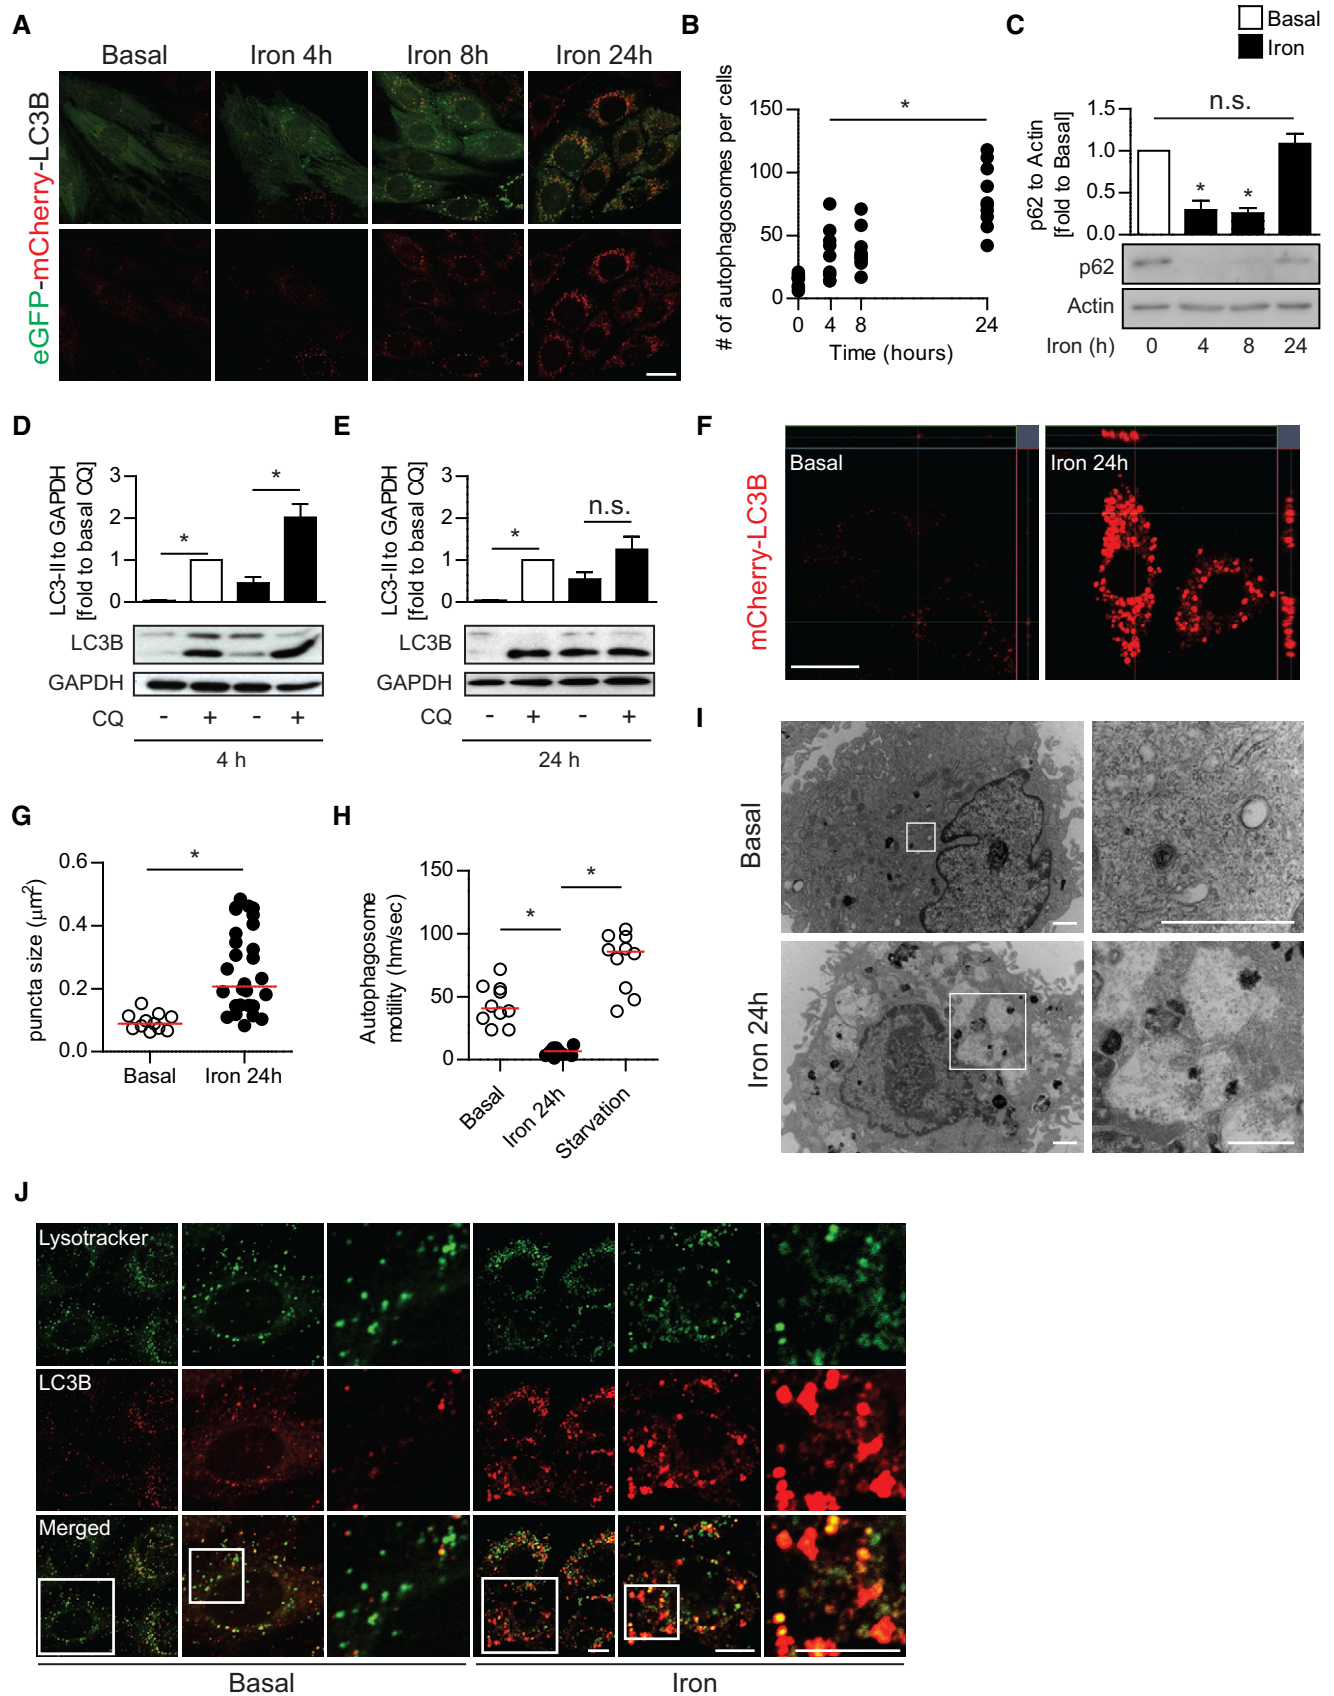 A
Basal
Iron 4h
Iron 8h
Iron 24h
eGFP-mCherry-LC3B
B
# of autophagosomes per cells
150
100
50
0
0
4
8
24
Time (hours)
*
C
Basal
Iron
p62 to Actin
[fold to Basal]
1.5
1.0
0.5
0.0
n.s.
*
*
p62
Actin
Iron (h)
0
4
8
24
D
LC3-II to GAPDH
[fold to basal CQ]
3
2
1
0
*
*
LC3B
GAPDH
CQ
- + - +
4 h
E
LC3-II to GAPDH
[fold to basal CQ]
3
2
1
0
*
n.s.
LC3B
GAPDH
CQ
- + - +
24 h
F
mCherry-LC3B
Basal
Iron 24h
G
puncta size (μm2)
0.6
0.4
0.2
0.0
*
Basal
Iron 24h
H
Autophagosome
motility (hm/sec)
150
100
50
0
*
*
Basal
Iron 24h
Starvation
I
Basal
Iron 24h
J
Lysotracker
LC3B
Merged
Basal
Iron